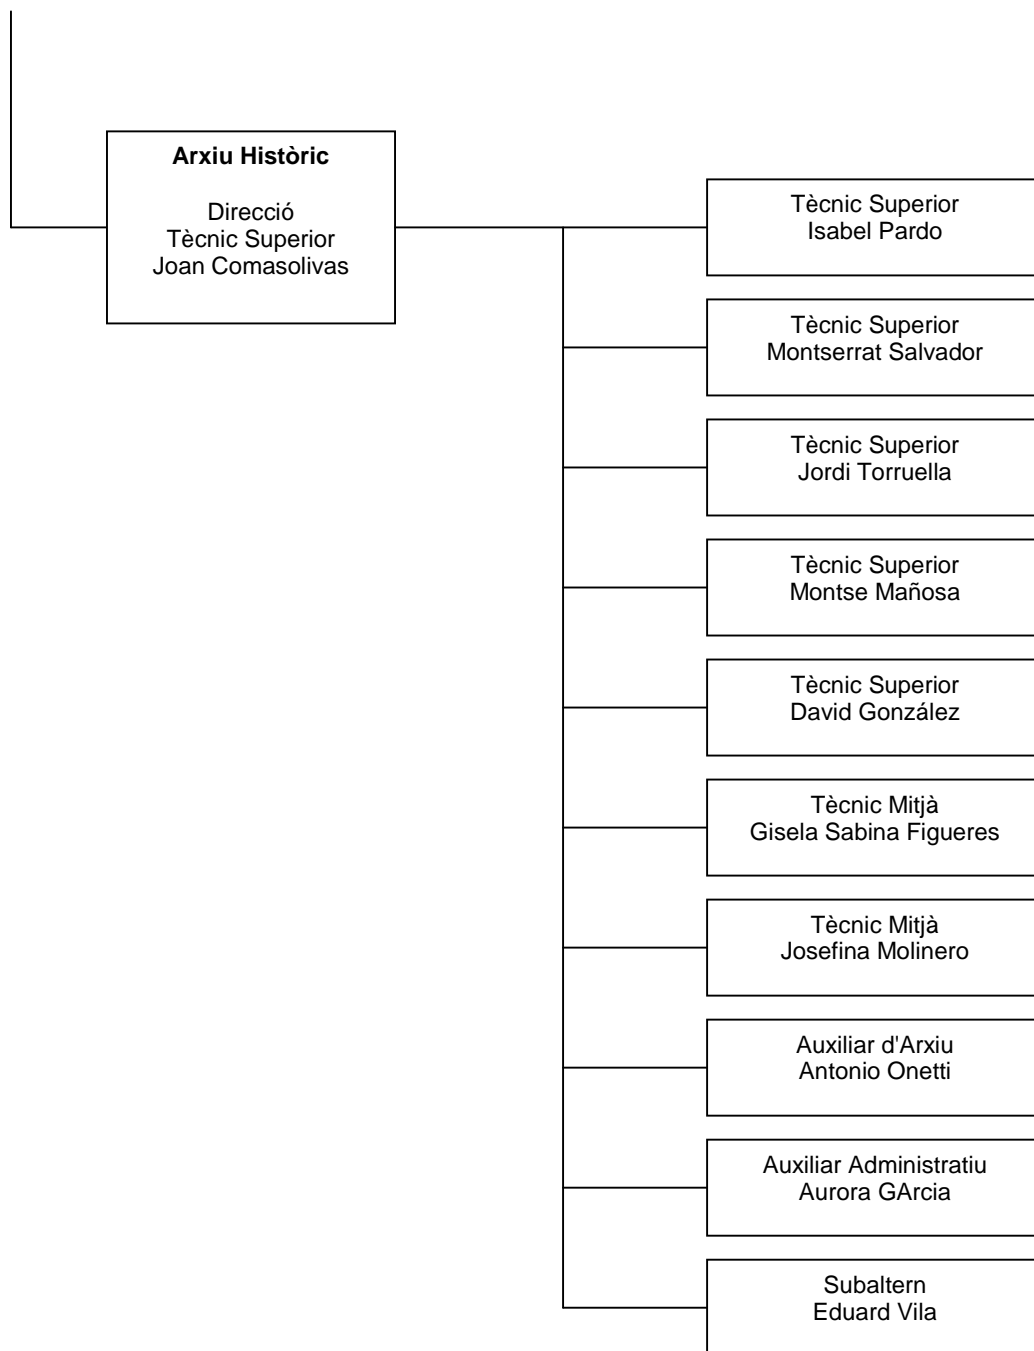 Arxiu Històric
Direcció
Tècnic Superior
Joan Comasolivas
Tècnic Superior
Isabel Pardo
Tècnic Superior
Montserrat Salvador
Tècnic Superior
Jordi Torruella
Tècnic Superior
Montse Mañosa
Tècnic Superior
David González
Tècnic Mitjà
Gisela Sabina Figueres
Tècnic Mitjà
Josefina Molinero
Auxiliar d'Arxiu
Antonio Onetti
Auxiliar Administratiu
Aurora GArcia
Subaltern
Eduard Vila